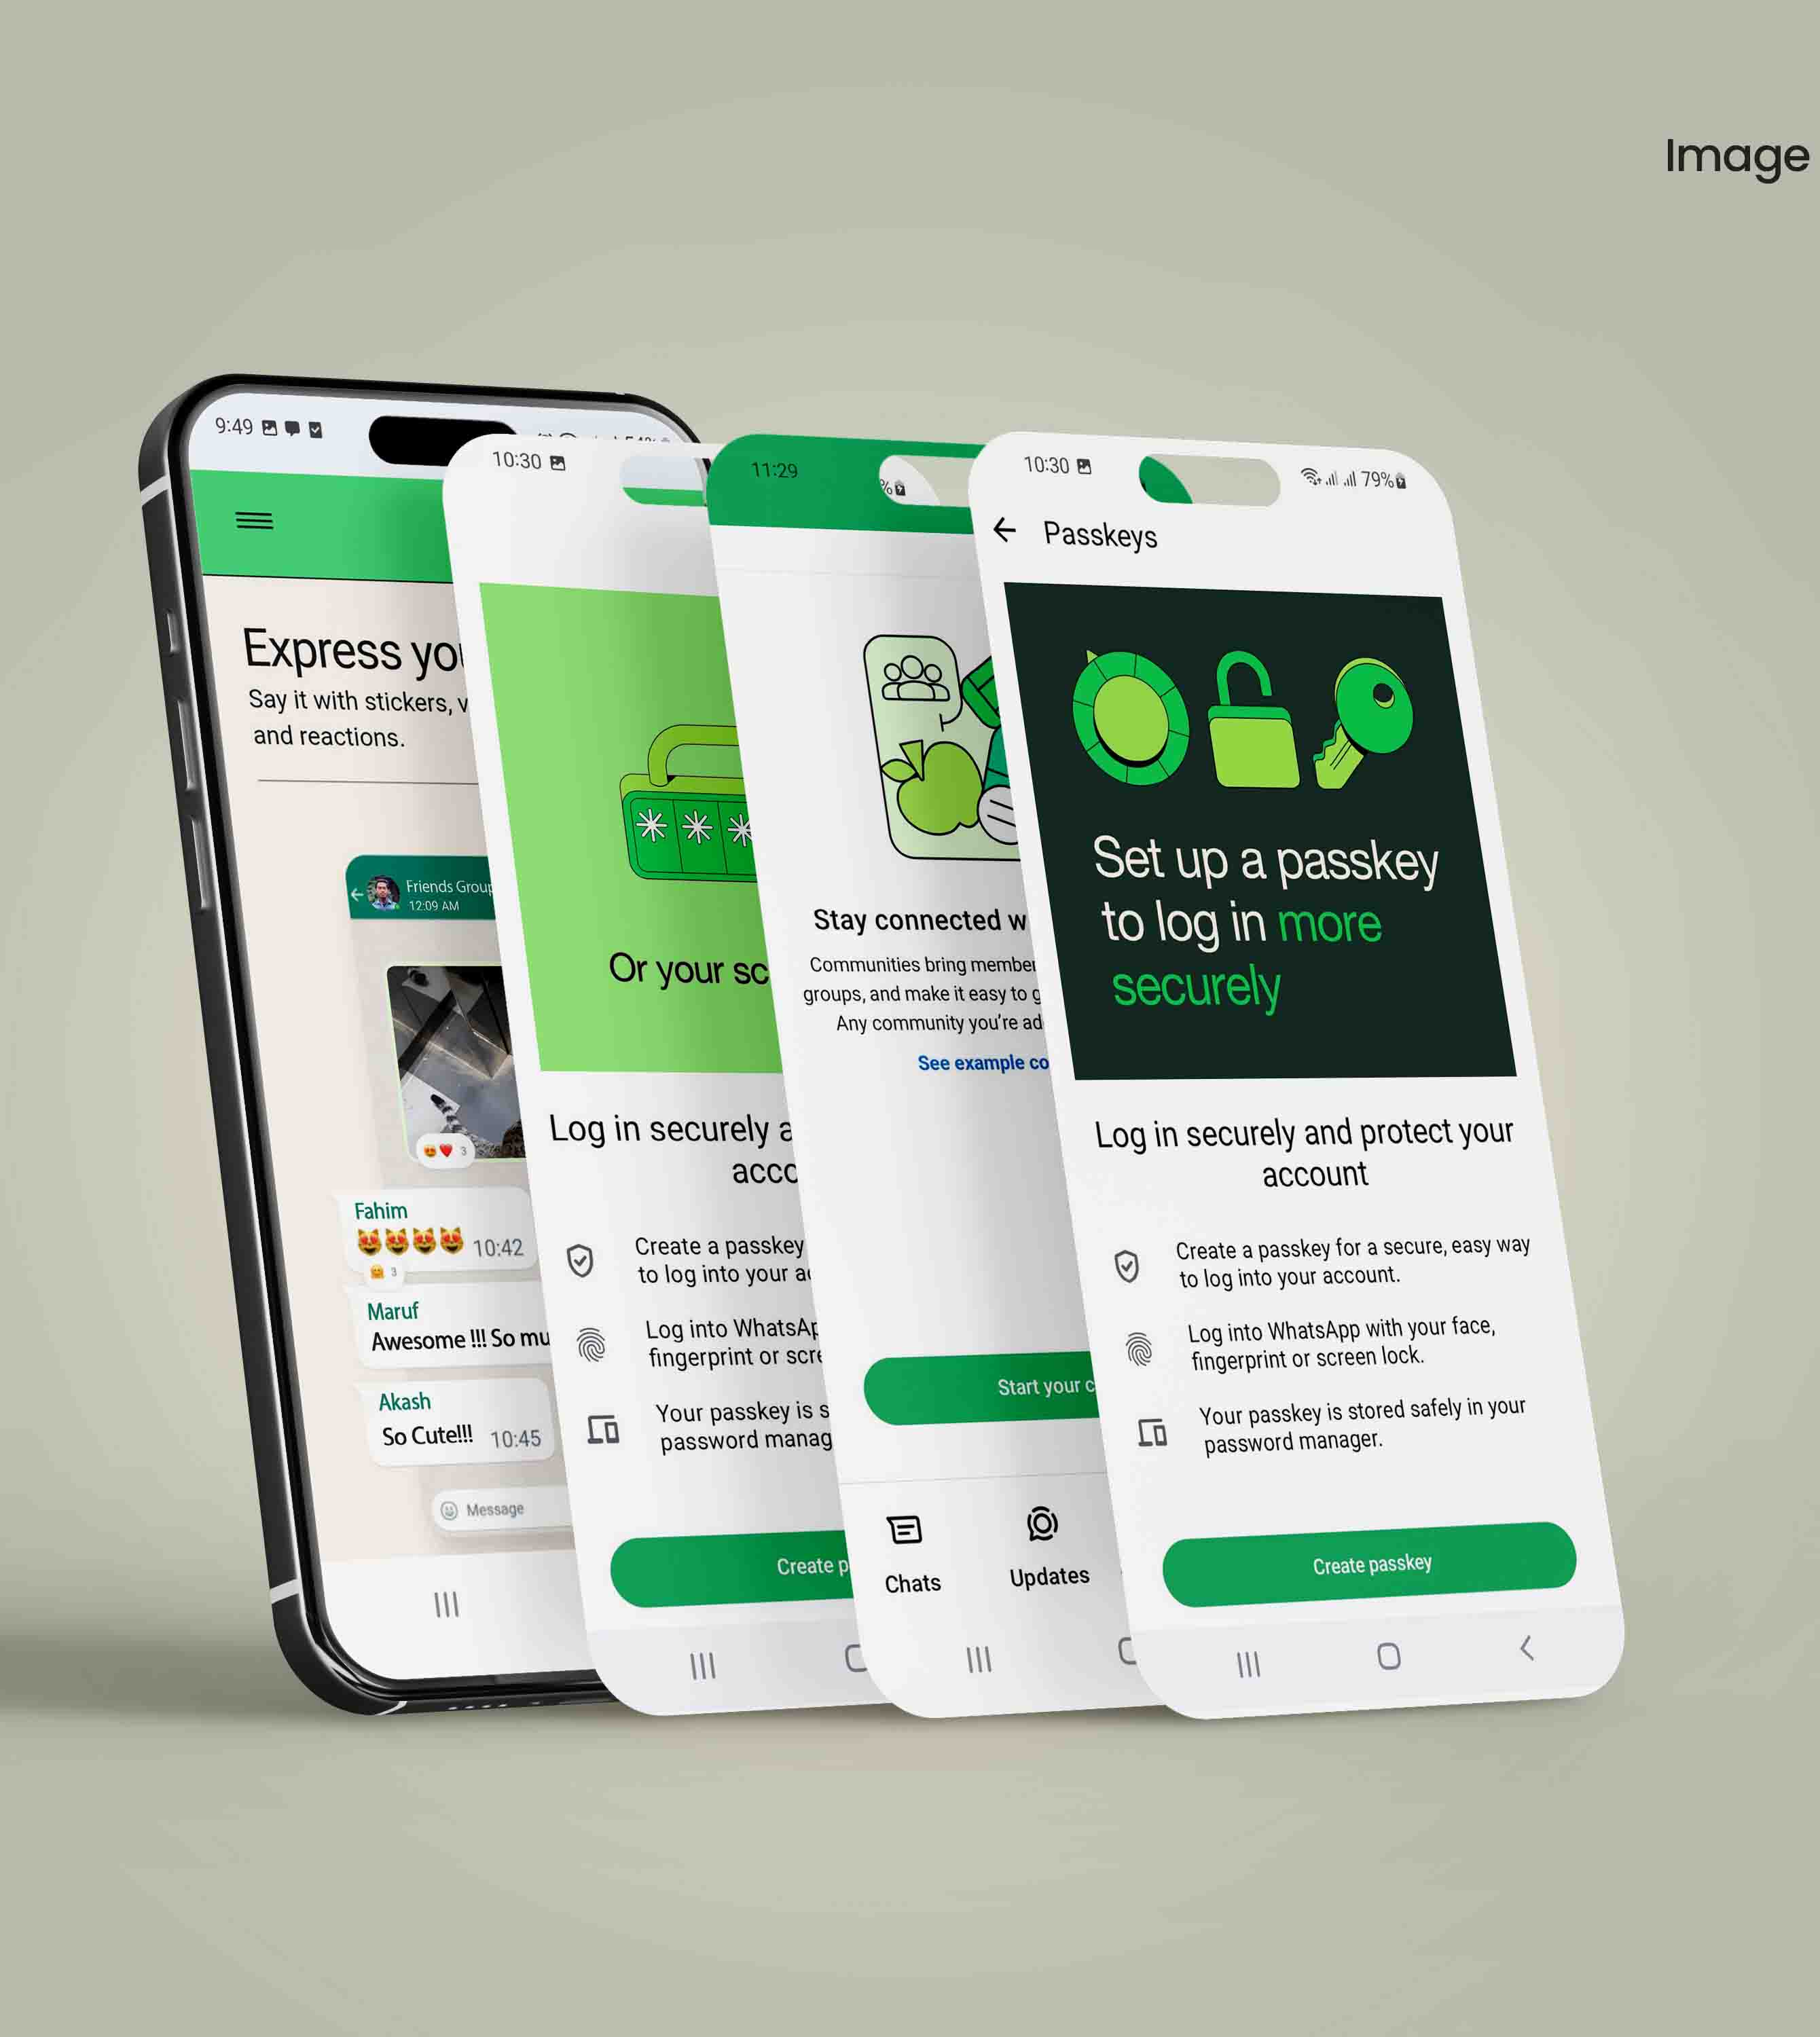 Image
9:49
Express yo
Say it with stickers, v
and reactions.
Friends Group
12:09 AM
3
Fahim
10:42
3
Maruf
Awesome !!! So mu
Akash
So Cute!!!
10:45
Message
10:30
Or your sc
Log in securely a
acco
Create a passkey
to log into your a
Log into WhatsAp
fingerprint or scre
Your passkey is s
password manag
Create p
11:29
%
Stay connected w
Communities bring member
groups, and make it easy to g
Any community you’re ad
See example co
Start your c
Chats
Updates
10:30
79%
Passkeys
Set up a passkey
to log in more
securely
Log in securely and protect your
account
Create a passkey for a secure, easy way
to log into your account.
Log into WhatsApp with your face,
fingerprint or screen lock.
Your passkey is stored safely in your
password manager.
Create passkey